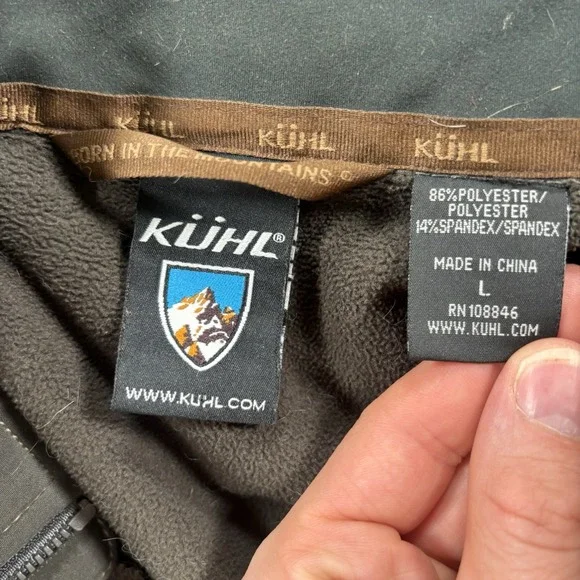 KÜHL
KÜHL
KÜHL
KÜHL
BORN IN THE MOUNTAINS
KÜHL®
WWW.KUHL.COM
86%POLYESTER/
POLYESTER
14%SPANDEX/SPANDEX
MADE IN CHINA
L
RN108846
WWW.KUHL.COM